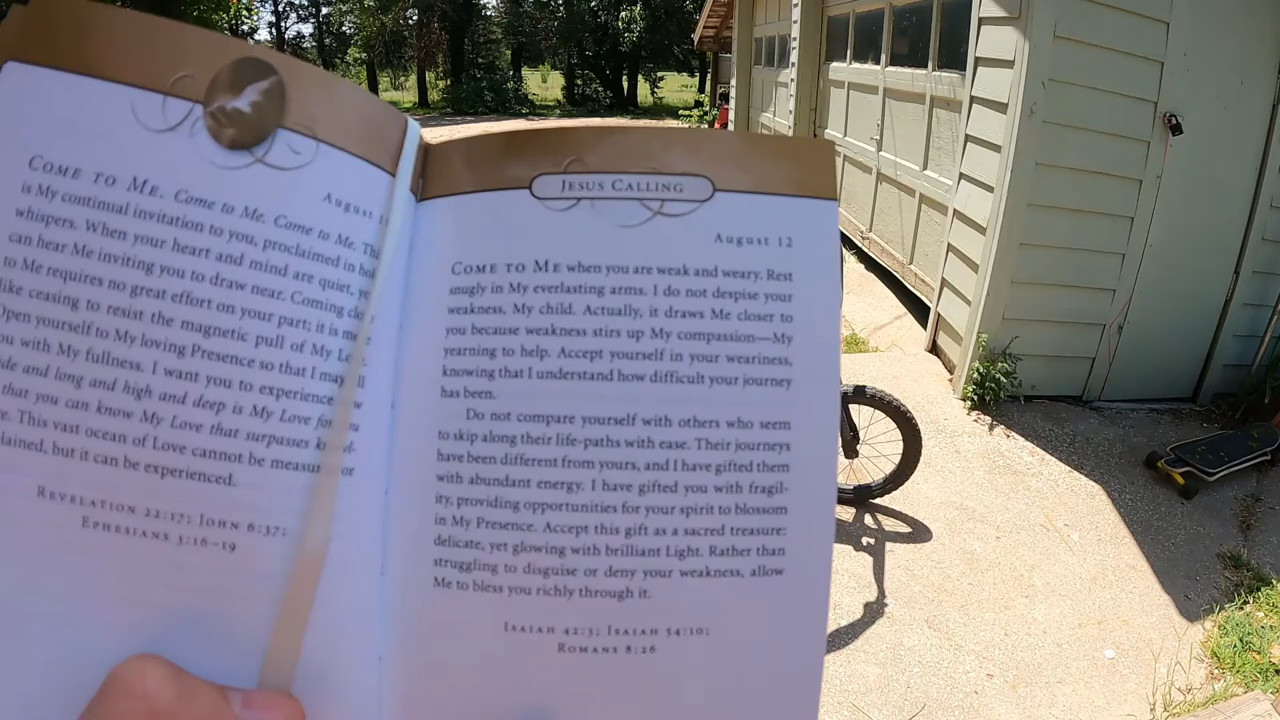 August 1
COME TO ME. Come to Me. Come to Me.
is My continual invitation to you, proclaimed in
whispers. When your heart and mind are quiet,
can hear Me inviting you to draw near. Coming
to Me requires no great effort on your part; it is
like ceasing to resist the magnetic pull of My
Open yourself to My loving Presence so that I may
with My fullness. I want you to experience
and long and high and deep is My Love for
that you can know My Love that surpasses
This vast ocean of Love cannot be
but it can be experienced.
REVELATION 22:17; JOHN 6:37;
EPHESIANS 3:16–19
JESUS CALLING
August 12
COME TO ME when you are weak and weary. Rest
snugly in My everlasting arms. I do not despise your
weakness, My child. Actually, it draws Me closer to
you because weakness stirs up My compassion—My
yearning to help. Accept yourself in your weariness,
knowing that I understand how difficult your journey
has been.
Do not compare yourself with others who seem
to skip along their life-paths with ease. Their journeys
have been different from yours, and I have gifted them
with abundant energy. I have gifted you with fragil-
ity, providing opportunities for your spirit to blossom
in My Presence. Accept this gift as a sacred treasure:
delicate, yet glowing with brilliant Light. Rather than
struggling to disguise or deny your weakness, allow
Me to bless you richly through it.
ISAIAH 42:3; ISAIAH 54:10;
ROMANS 8:26